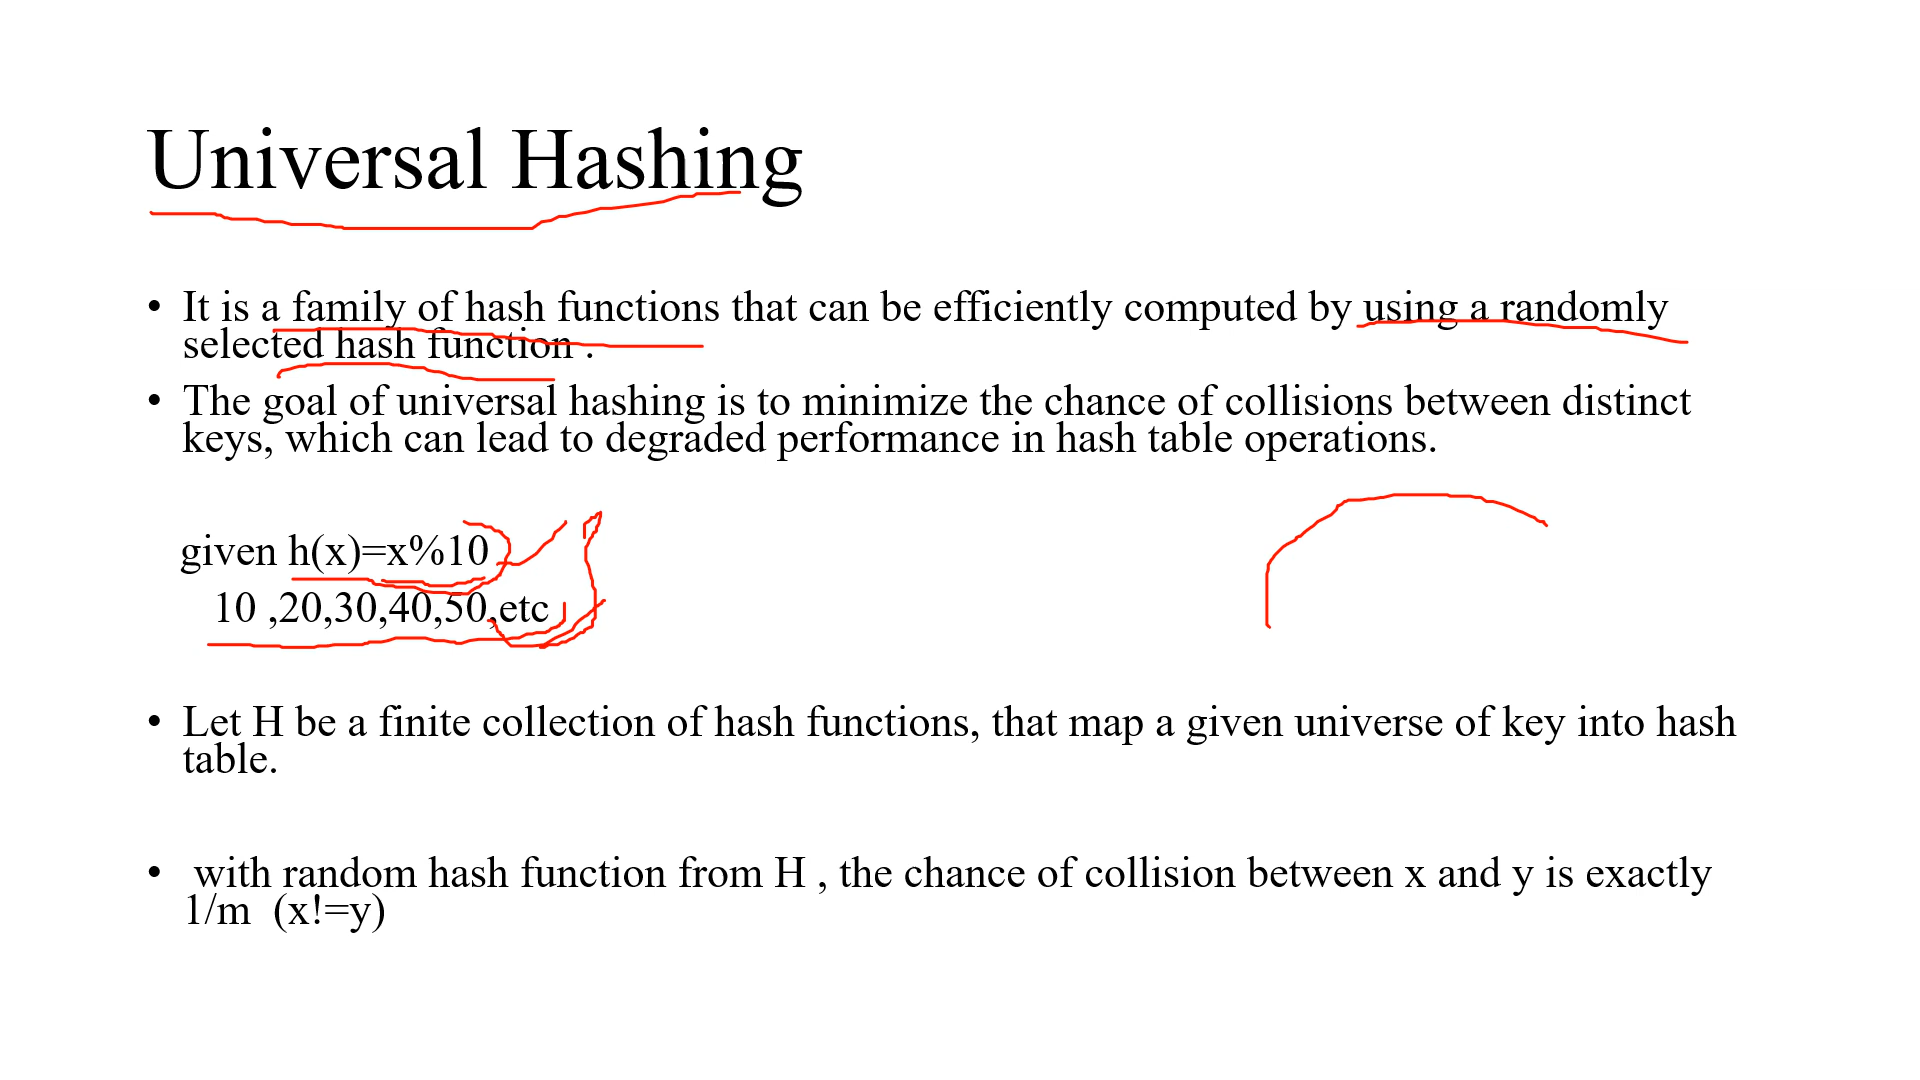 Universal Hashing
• It is a family of hash functions that can be efficiently computed by using a randomly
selected hash function .
• The goal of universal hashing is to minimize the chance of collisions between distinct
keys, which can lead to degraded performance in hash table operations.
given h(x)=x%10
10 ,20,30,40,50,etc
• Let H be a finite collection of hash functions, that map a given universe of key into hash
table.
• with random hash function from H , the chance of collision between x and y is exactly
1/m (x!=y)